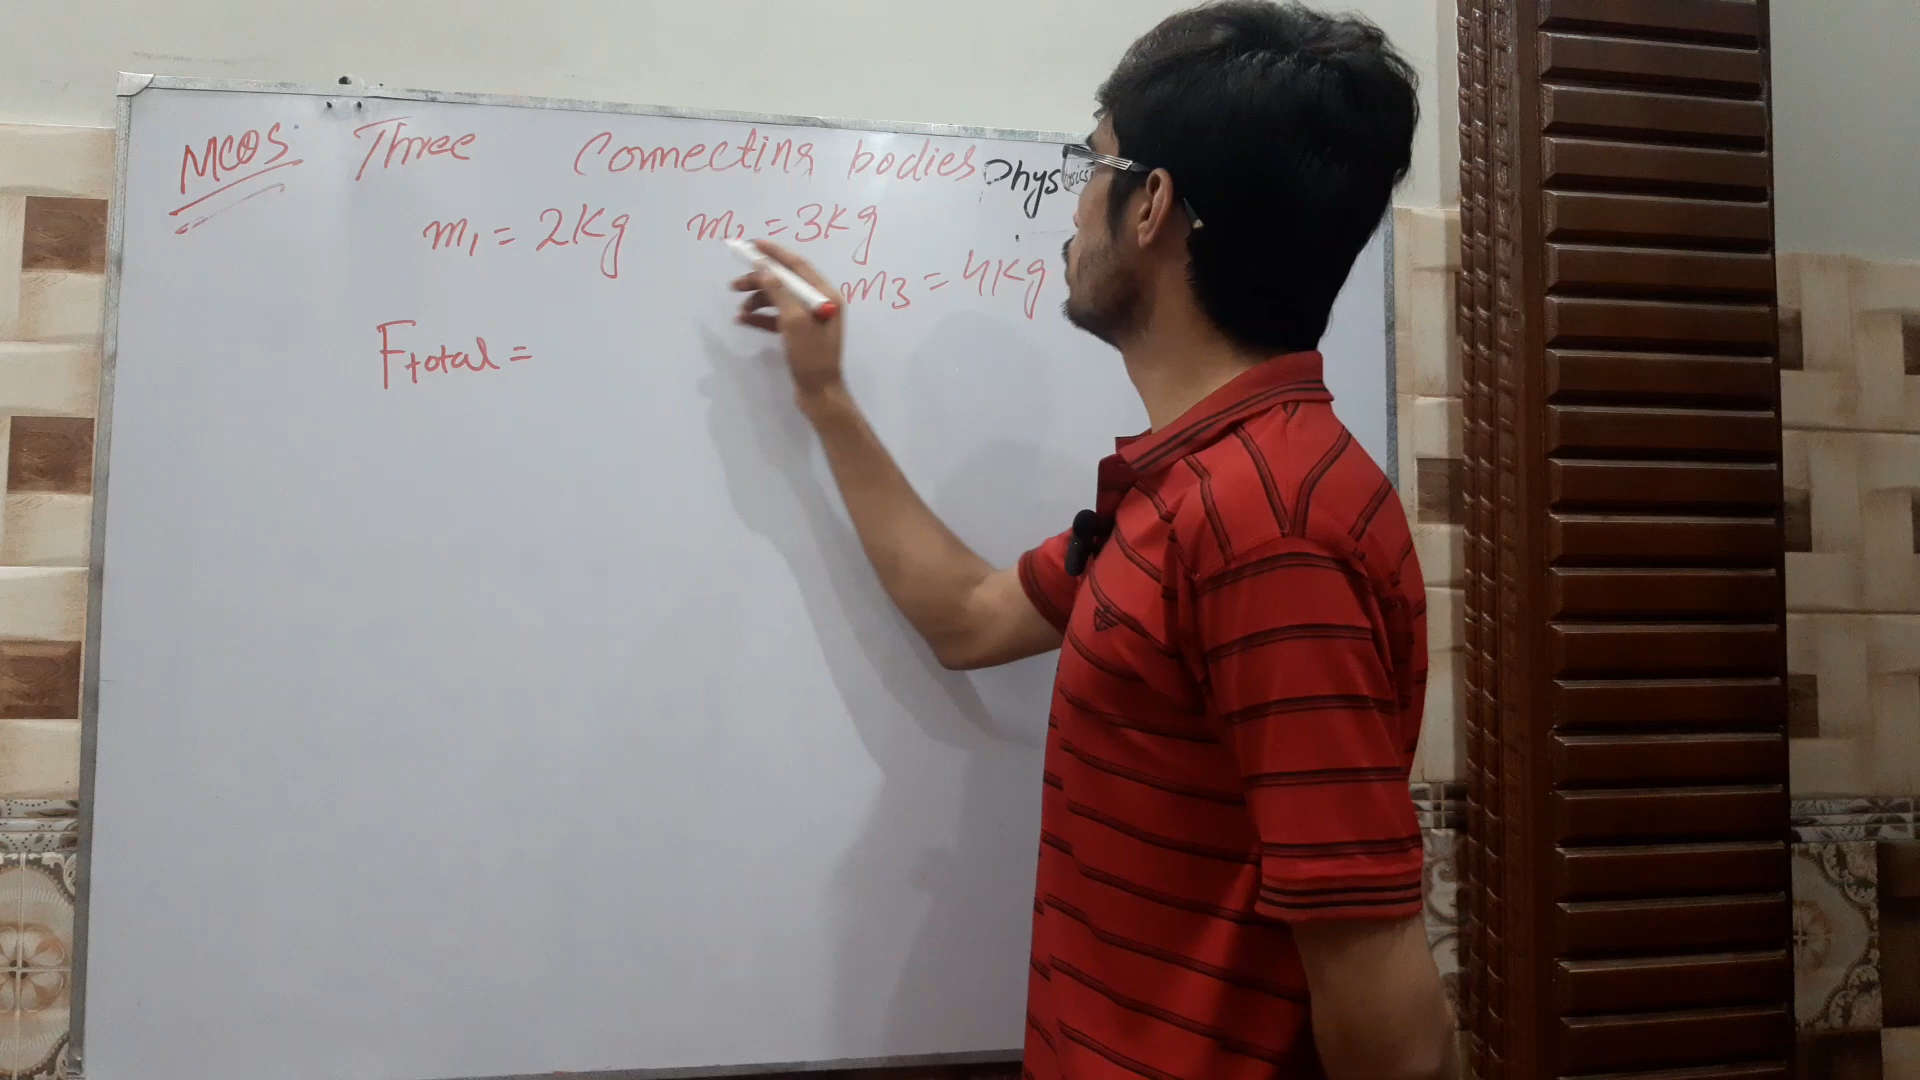 MCQS Three Connecting bodies Phys
m₁ = 2Kg m₂ = 3Kg
m₃ = 4Kg
Ftotal =